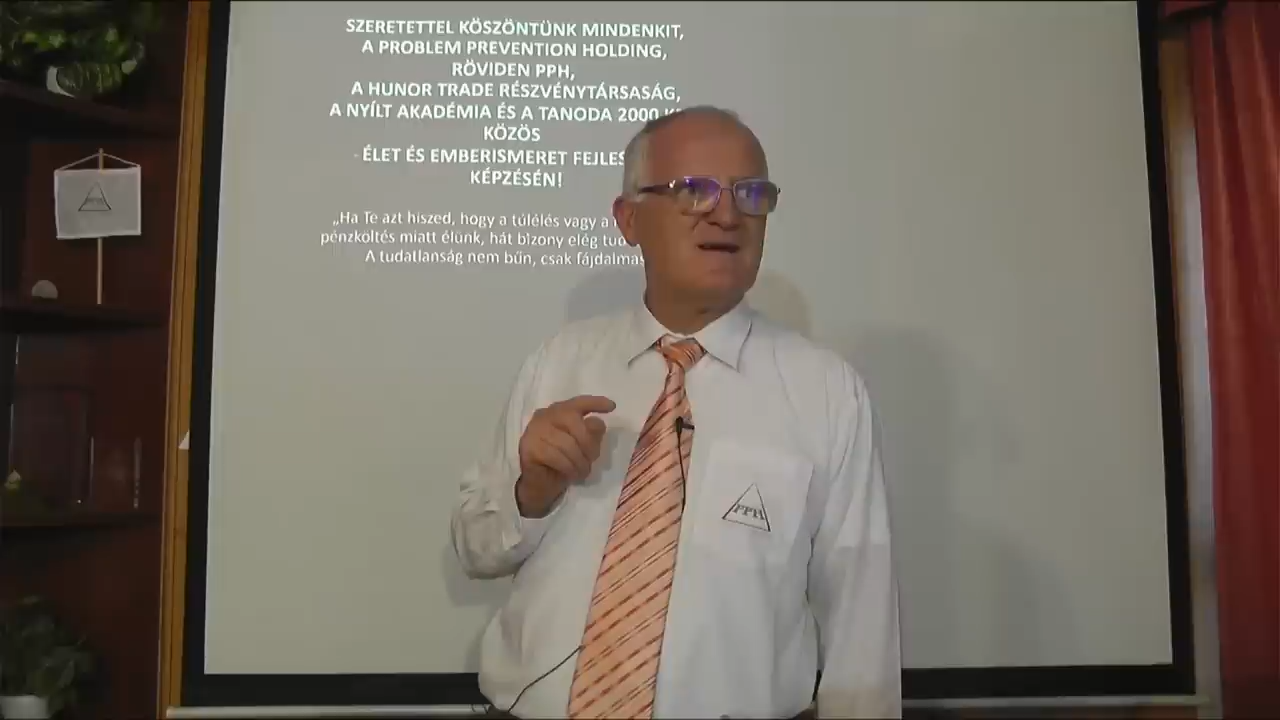 SZERETETTEL KÖSZÖNTÜNK MINDENKIT,
A PROBLEM PREVENTION HOLDING,
RÖVIDEN PPH,
A HUNOR TRADE RÉSZVÉNYTÁRSASÁG,
A NYÍLT AKADÉMIA ÉS A TANODA 2000
KÖZÖS
ÉLET ÉS EMBERISMERET
KÉPZÉSÉN!
„Ha Te azt hiszed, hogy a túlélés vagy a
pénzköltés miatt élünk, hát bizony elég
A tudatlanság nem bűn, csak
PPH
PPH